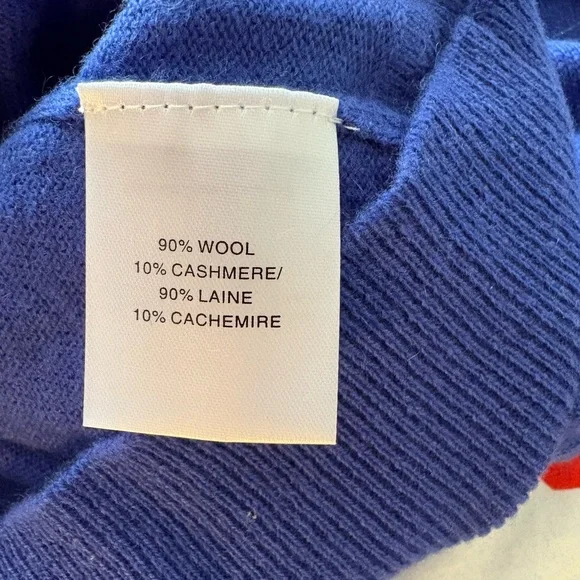 90% WOOL
10% CASHMERE/
90% LAINE
10% CACHEMIRE